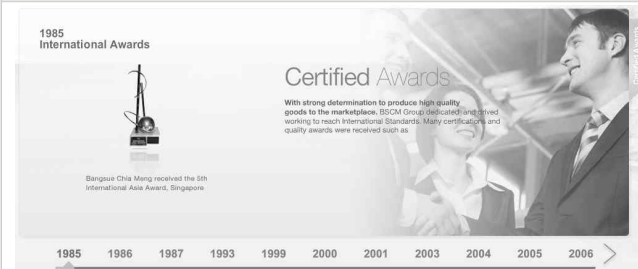 1985
International Awards
Certified Awards
With strong determination to produce high quality
goods to the marketplace. BSCM Group dedicated and drived
working to reach International Standards. Many certifications and
quality awards were received such as
Bangsue Chia Meng received the 5th
International Asia Award, Singapore
1985 1986 1987 1993 1999 2000 2001 2003 2004 2005 2006